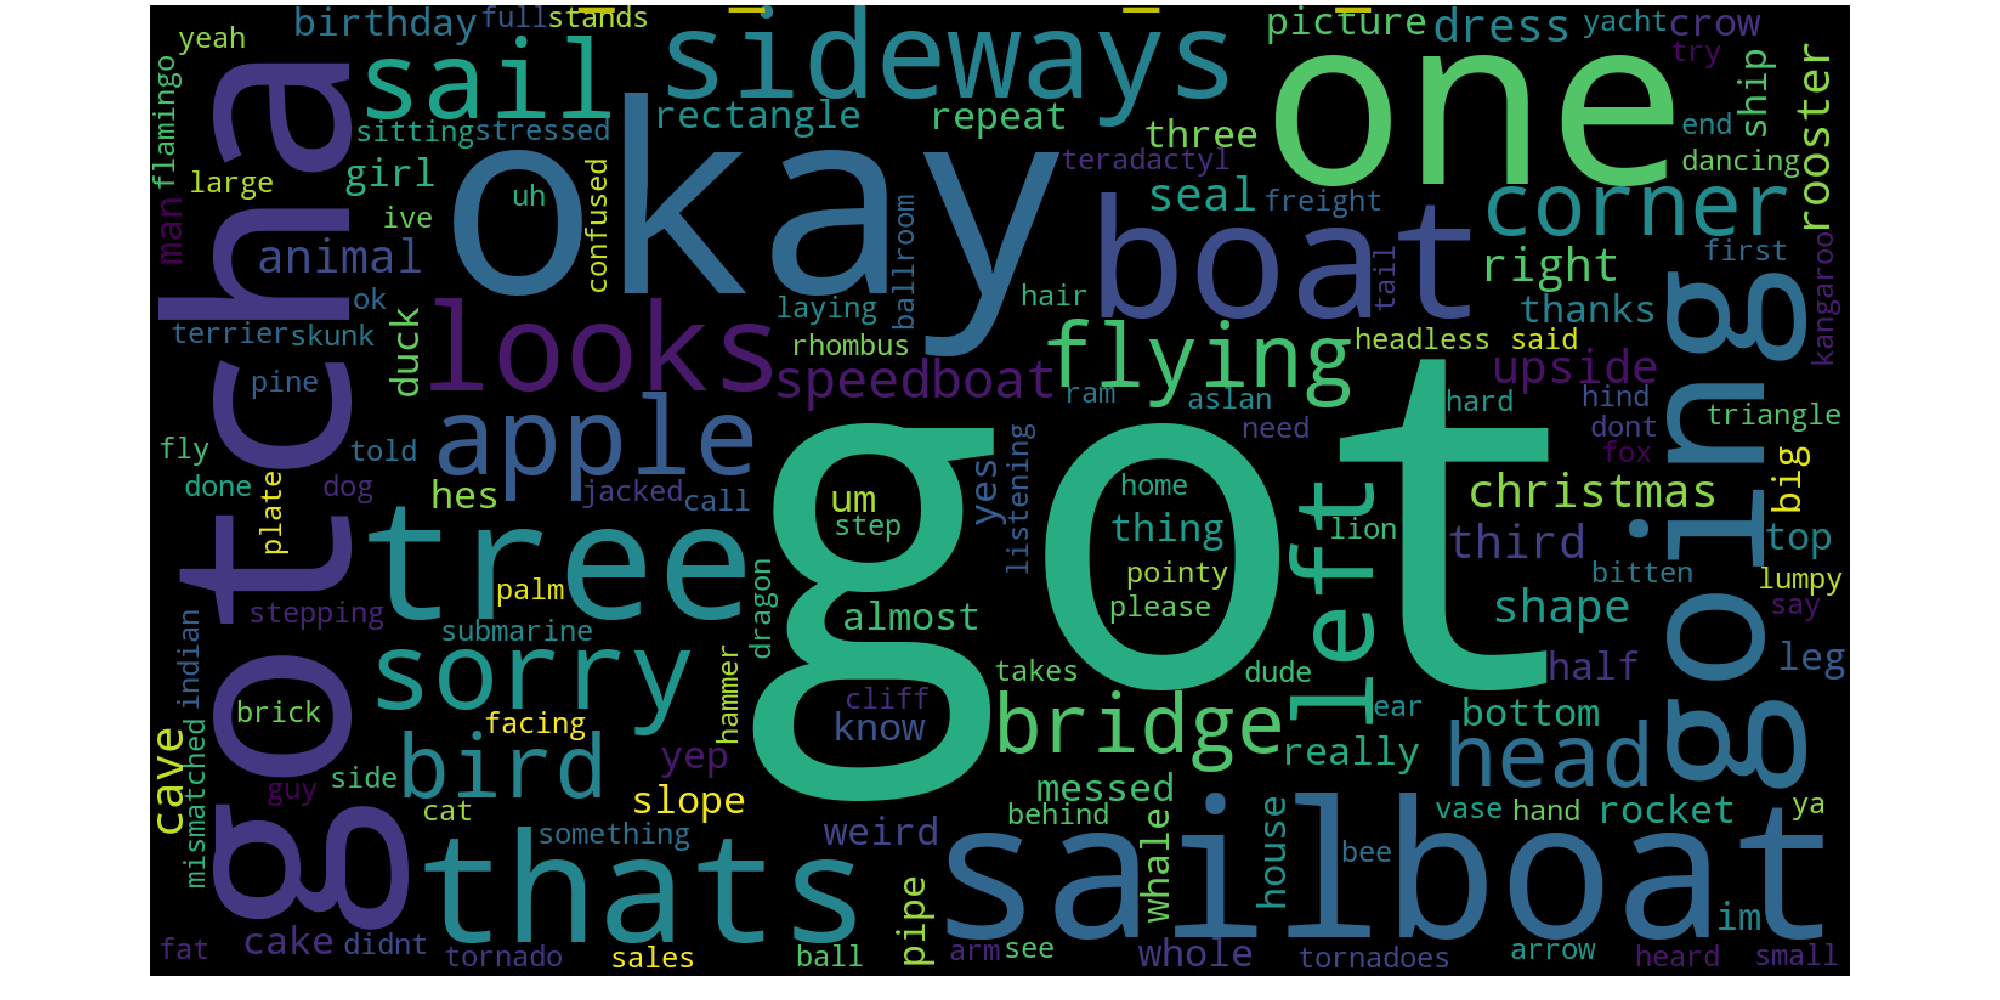 yeah
birthday
full
stands
sideways
picture
dress
yacht
crow
try
flamingo
gotcha
sail
okay
one
rectangle
repeat
three
end
ship
rooster
sitting
stressed
teradactyl
dancing
large
girl
uh
confused
boat
seal
freight
corner
man
ive
animal
ballroom
tail
right
first
kangaroo
ok
looks
laying
hair
flying
thanks
going
terrier
skunk
duck
rhombus
headless
said
pine
speedboat
ram
aslan
hard
upside
hind
triangle
apple
got
need
dont
fly
told
listening
left
fox
done
plate
dog
hes
jacked
call
um
yes
home
christmas
big
tree
step
thing
lion
third
top
palm
pointy
bitten
lumpy
stepping
dragon
almost
please
shape
say
indian
submarine
sorry
hammer
takes
dude
half
leg
brick
facing
cliff
know
bridge
ear
bottom
cave
mismatched
bird
yep
really
head
side
guy
slope
messed
cat
something
weird
behind
whale
house
vase
hand
rocket
ya
thats
sailboat
bee
pipe
im
fat
cake
didnt
tornado
sales
ball
arm
see
whole
tornadoes
arrow
heard
small